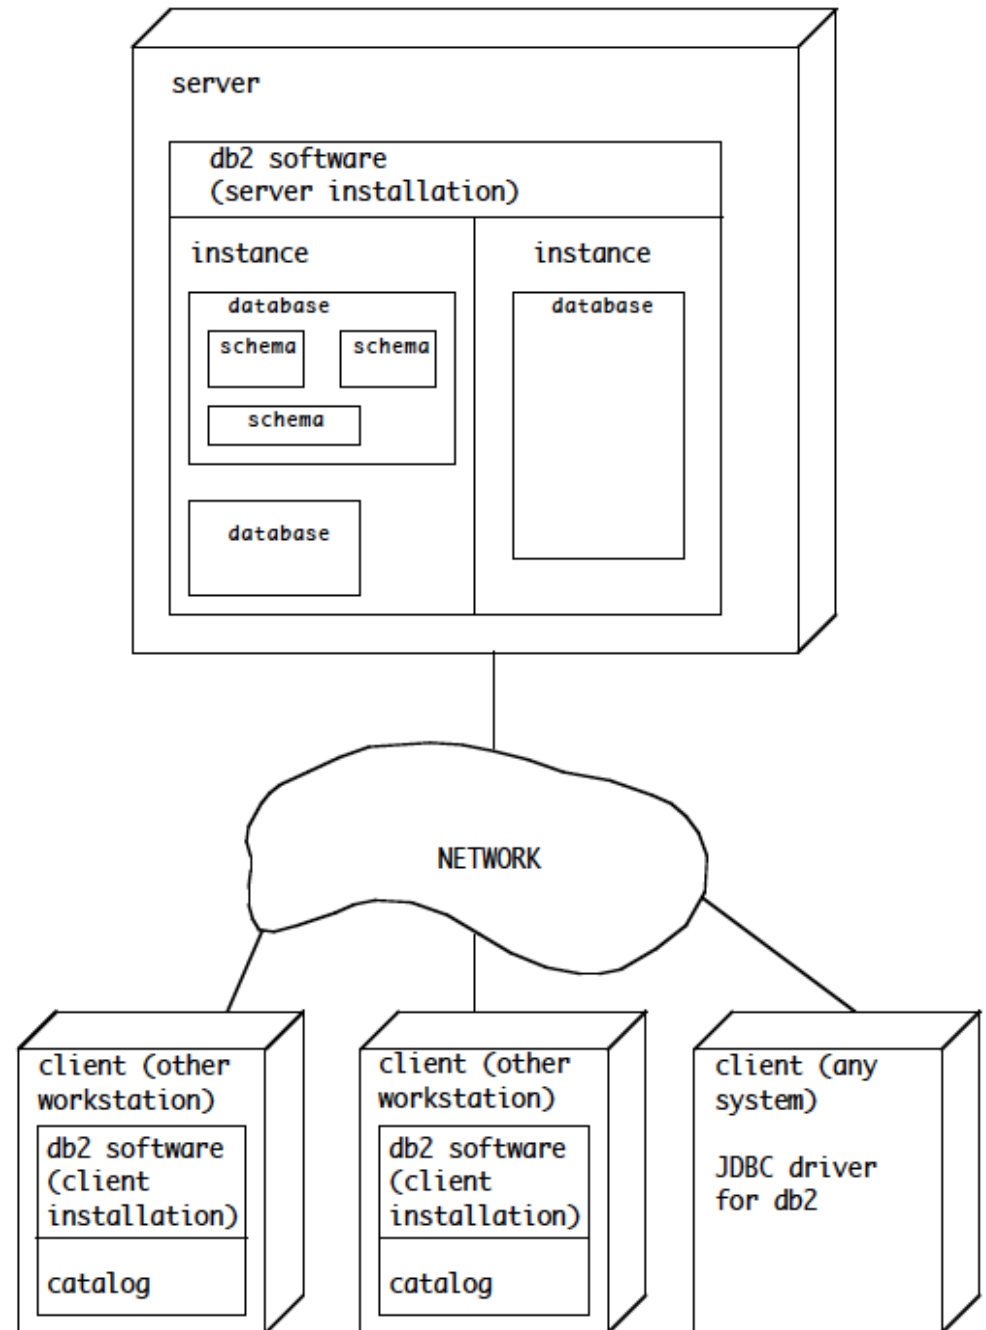 server
db2 software
(server installation)
instance
instance
database
schema
schema
schema
database
database
NETWORK
client (other
workstation)
db2 software
(client
installation)
catalog
client (other
workstation)
db2 software
(client
installation)
catalog
client (any
system)
JDBC driver
for db2